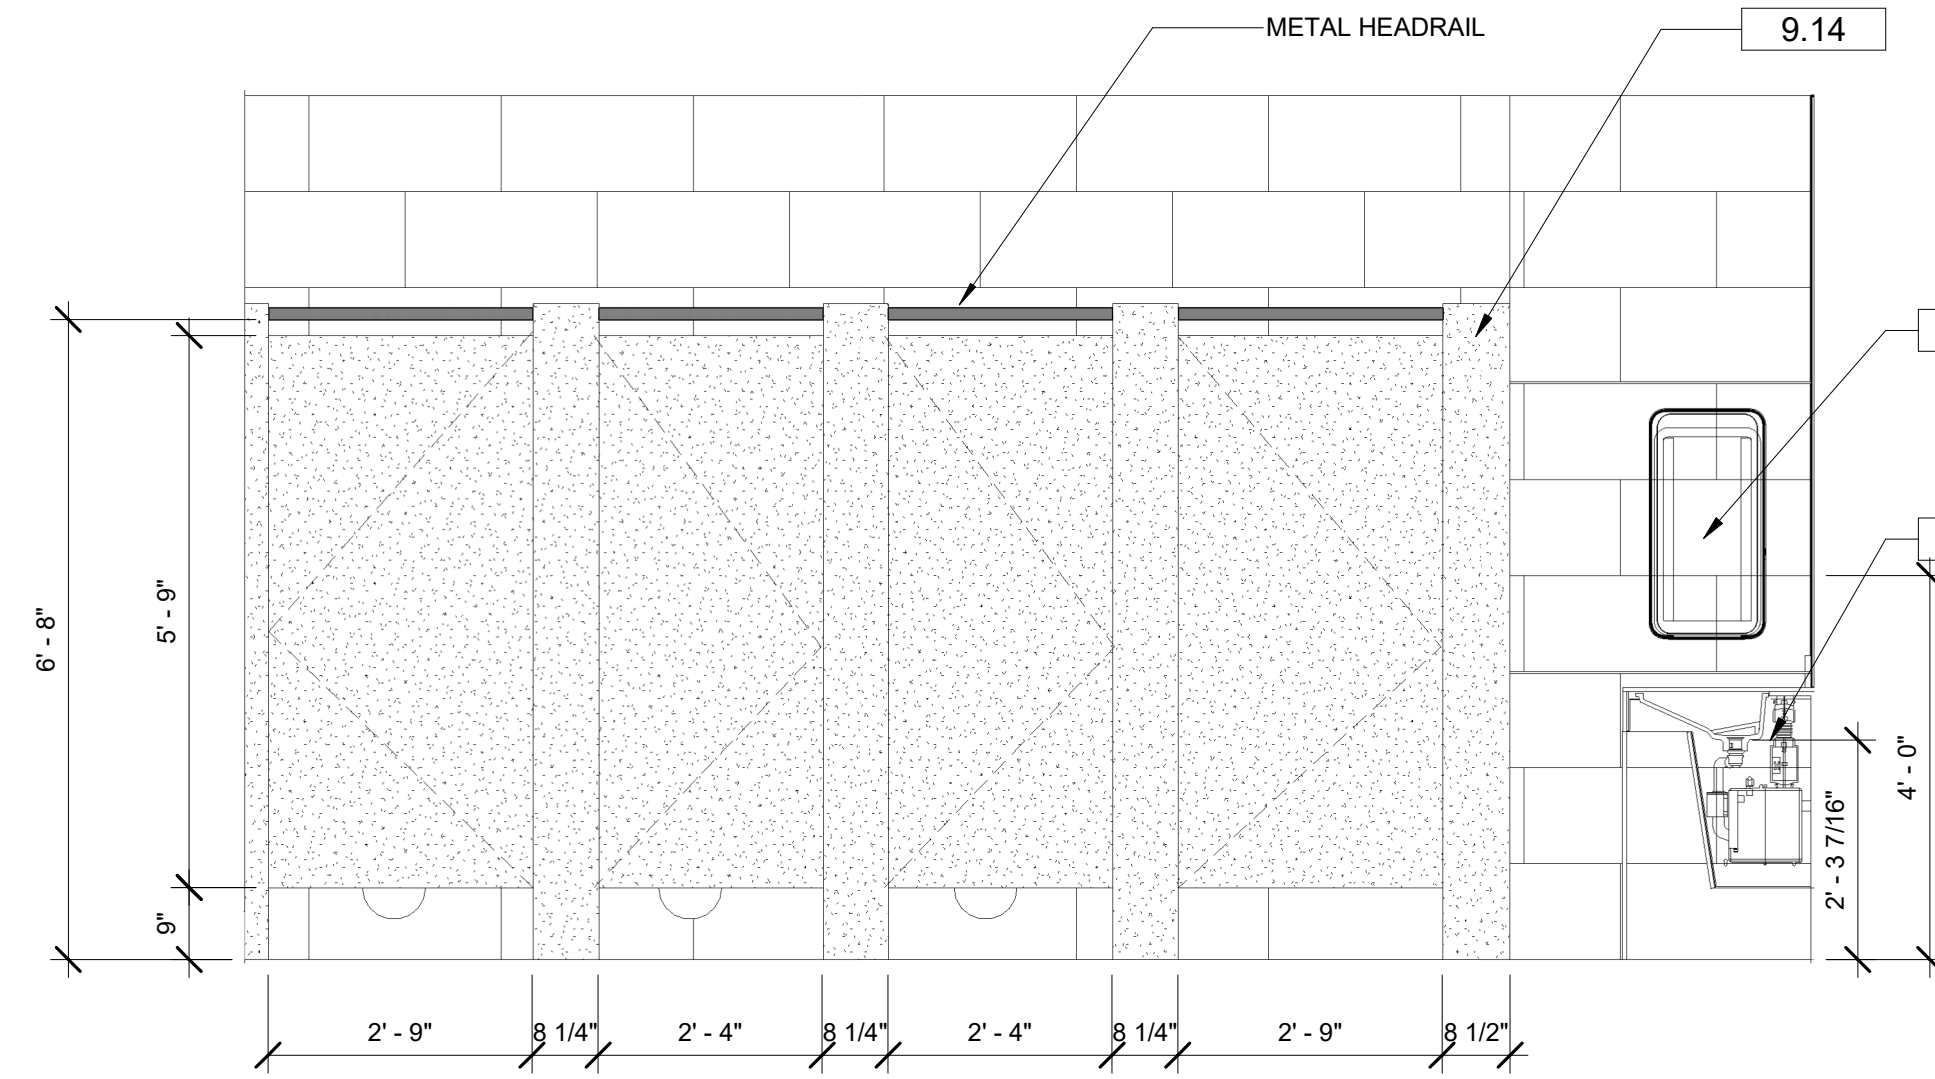 METAL HEADRAIL
9.14
6' - 8"
5' - 9"
9"
2' - 3 7/16"
4' - 0"
2' - 9"
8 1/4"
2' - 4"
8 1/4"
2' - 4"
8 1/4"
2' - 9"
8 1/2"